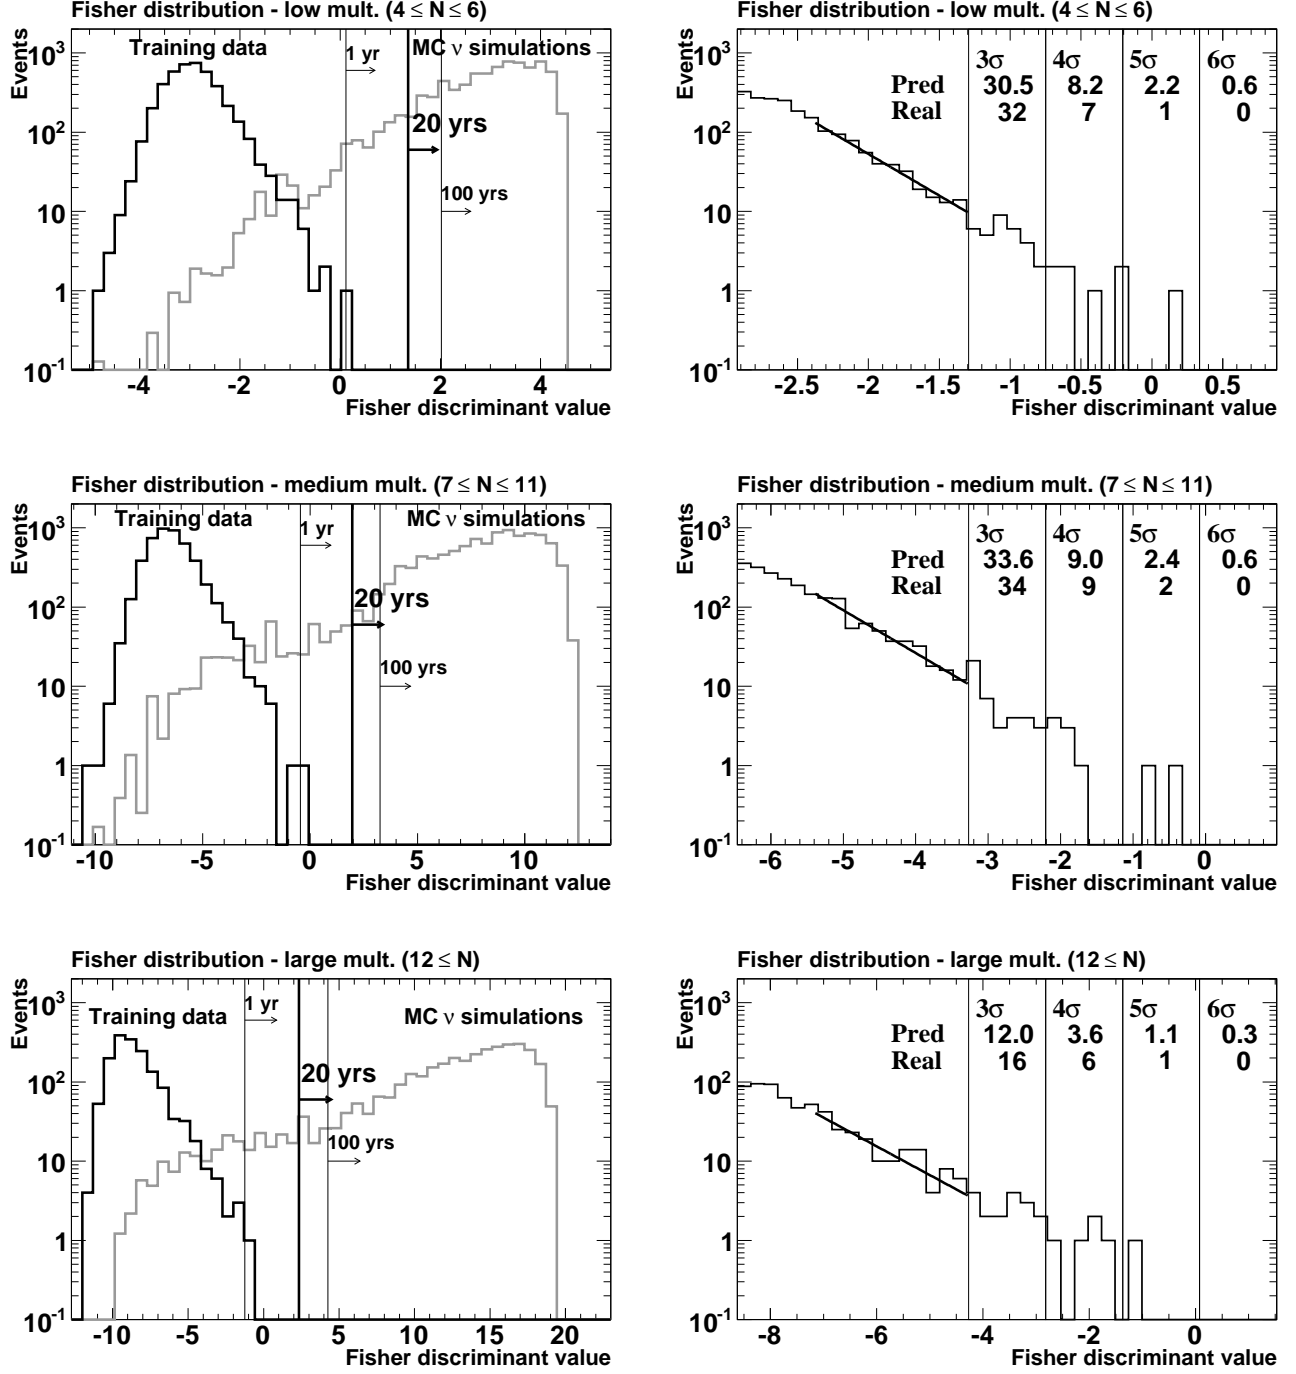 Fisher distribution - low mult. (4 ≤ N ≤ 6)
Events
10³
10²
10
1
10⁻¹
Training data
1 yr
MC ν simulations
20 yrs
100 yrs
-4 -2 0 2 4
Fisher discriminant value
Fisher distribution - low mult. (4 ≤ N ≤ 6)
Events
10³
10²
10
1
10⁻¹
3σ 4σ 5σ 6σ
Pred 30.5 8.2 2.2 0.6
Real 32 7 1 0
-2.5 -2 -1.5 -1 -0.5 0 0.5
Fisher discriminant value
Fisher distribution - medium mult. (7 ≤ N ≤ 11)
Events
10³
10²
10
1
10⁻¹
Training data
1 yr
MC ν simulations
20 yrs
100 yrs
-10 -5 0 5 10
Fisher discriminant value
Fisher distribution - medium mult. (7 ≤ N ≤ 11)
Events
10³
10²
10
1
10⁻¹
3σ 4σ 5σ 6σ
Pred 33.6 9.0 2.4 0.6
Real 34 9 2 0
-6 -5 -4 -3 -2 -1 0
Fisher discriminant value
Fisher distribution - large mult. (12 ≤ N)
Events
10³
10²
10
1
10⁻¹
1 yr
Training data
MC ν simulations
20 yrs
100 yrs
-10 -5 0 5 10 15 20
Fisher discriminant value
Fisher distribution - large mult. (12 ≤ N)
Events
10³
10²
10
1
10⁻¹
3σ 4σ 5σ 6σ
Pred 12.0 3.6 1.1 0.3
Real 16 6 1 0
-8 -6 -4 -2 0
Fisher discriminant value